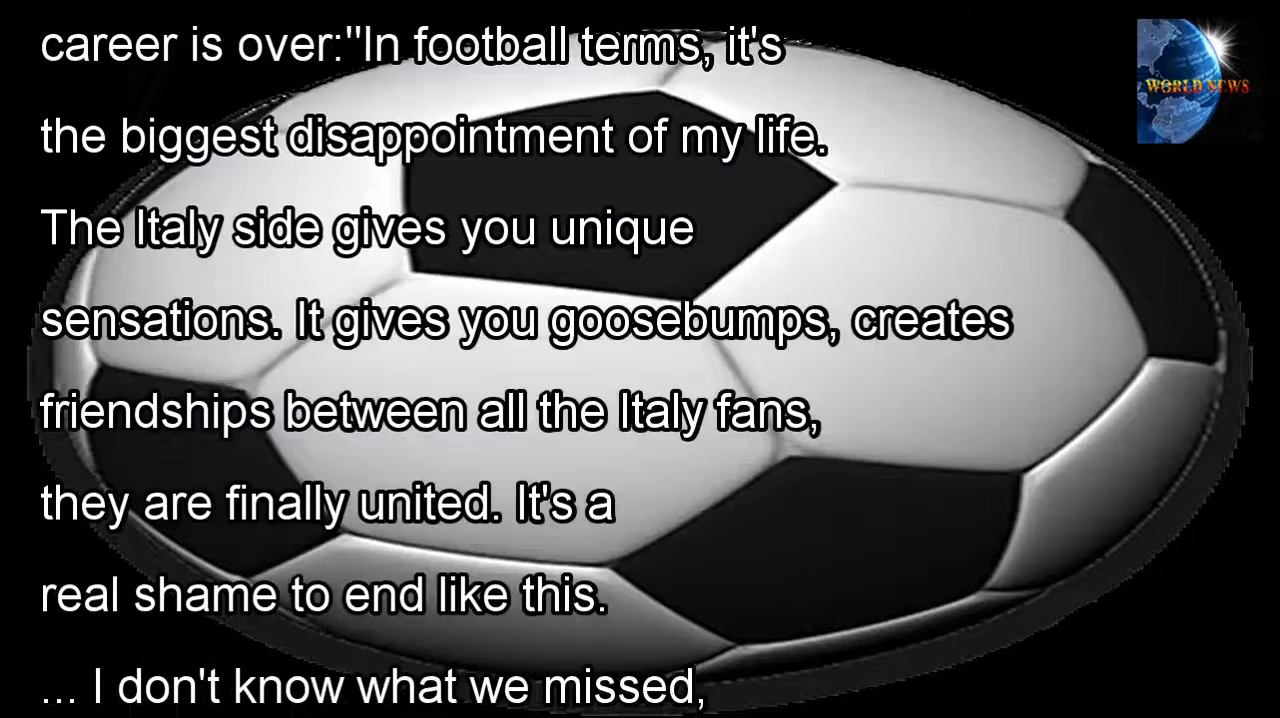 career is over:"In football terms, it's
the biggest disappointment of my life.
The Italy side gives you unique
sensations. It gives you goosebumps, creates
friendships between all the Italy fans,
they are finally united. It's a
real shame to end like this.
... I don't know what we missed,
WORLD NEWS